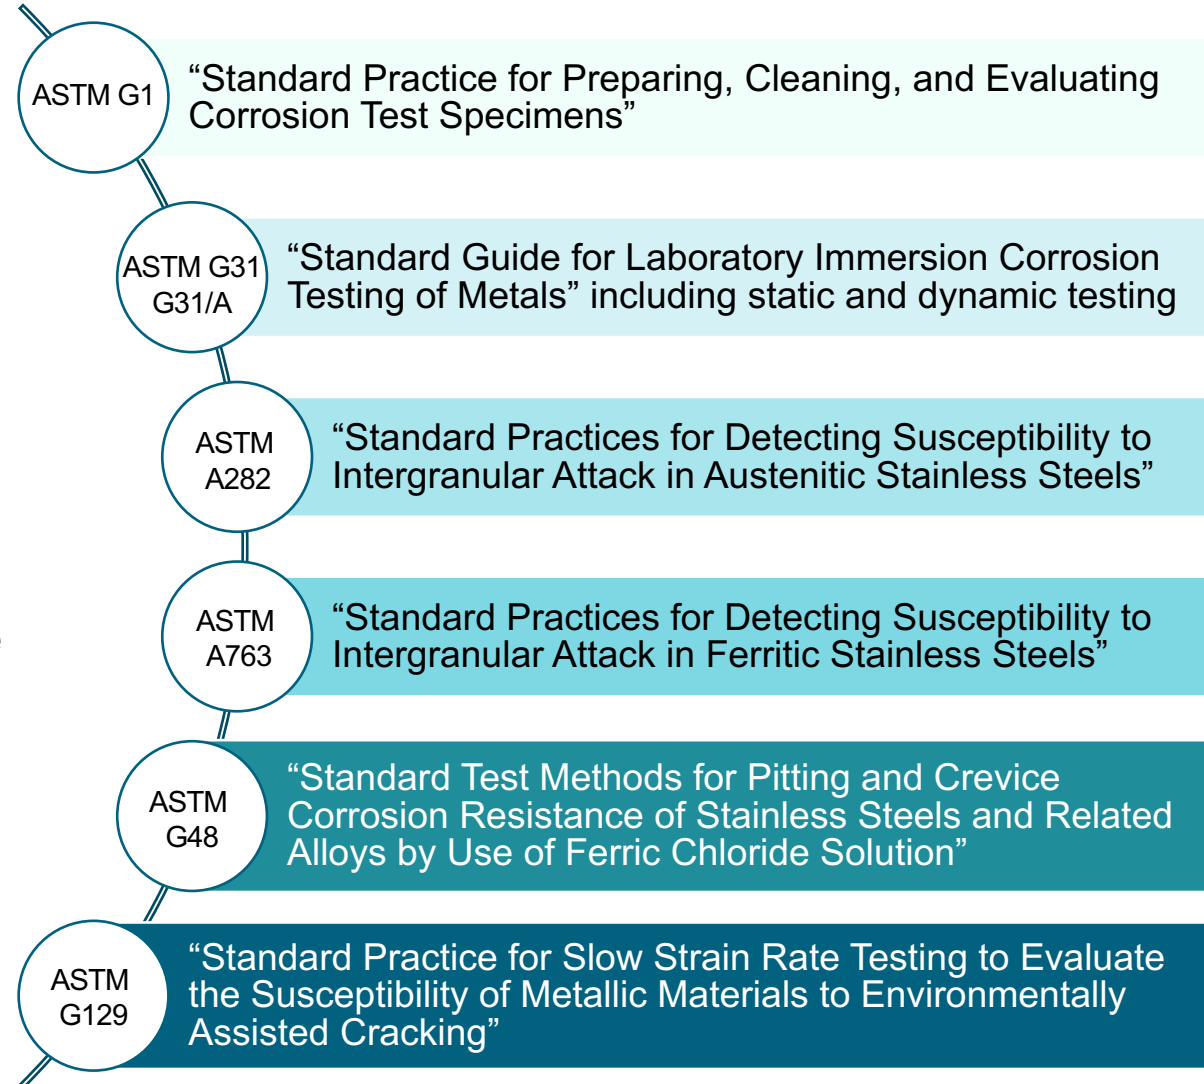 ASTM G1
“Standard Practice for Preparing, Cleaning, and Evaluating
Corrosion Test Specimens”
ASTM G31
G31/A
“Standard Guide for Laboratory Immersion Corrosion
Testing of Metals” including static and dynamic testing
ASTM
A282
“Standard Practices for Detecting Susceptibility to
Intergranular Attack in Austenitic Stainless Steels”
ASTM
A763
“Standard Practices for Detecting Susceptibility to
Intergranular Attack in Ferritic Stainless Steels”
ASTM
G48
“Standard Test Methods for Pitting and Crevice
Corrosion Resistance of Stainless Steels and Related
Alloys by Use of Ferric Chloride Solution”
ASTM
G129
“Standard Practice for Slow Strain Rate Testing to Evaluate
the Susceptibility of Metallic Materials to Environmentally
Assisted Cracking”